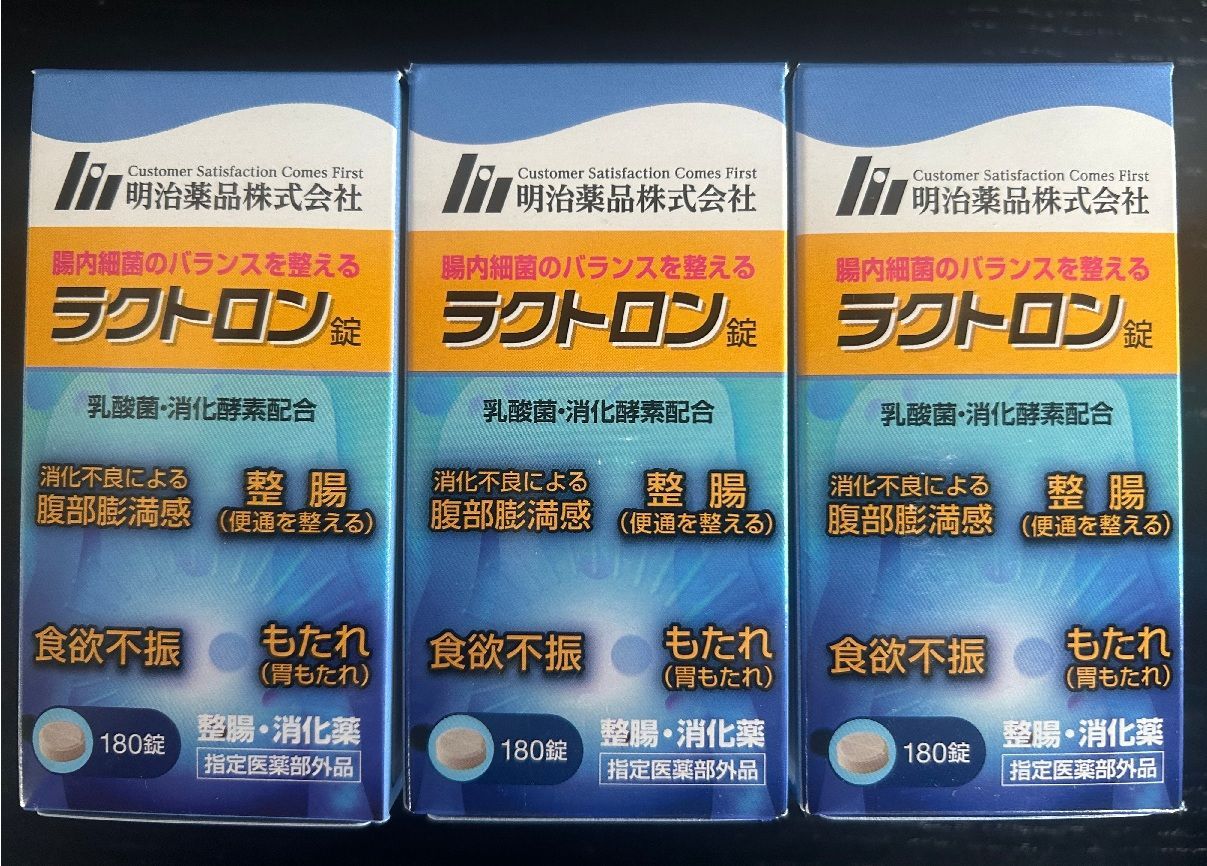 Customer Satisfaction Comes First
明治薬品株式会社
腸内細菌のバランスを整える
ラクトロン錠
乳酸菌・消化酵素配合
消化不良による
腹部膨満感
整腸
(便通を整える)
食欲不振
もたれ
(胃もたれ)
180錠
整腸・消化薬
指定医薬部外品
Customer Satisfaction Comes First
明治薬品株式会社
腸内細菌のバランスを整える
ラクトロン錠
乳酸菌・消化酵素配合
消化不良による
腹部膨満感
整腸
(便通を整える)
食欲不振
もたれ
(胃もたれ)
180錠
整腸・消化薬
指定医薬部外品
Customer Satisfaction Comes First
明治薬品株式会社
腸内細菌のバランスを整える
ラクトロン錠
乳酸菌・消化酵素配合
消化不良による
腹部膨満感
整腸
(便通を整える)
食欲不振
もたれ
(胃もたれ)
180錠
整腸・消化薬
指定医薬部外品